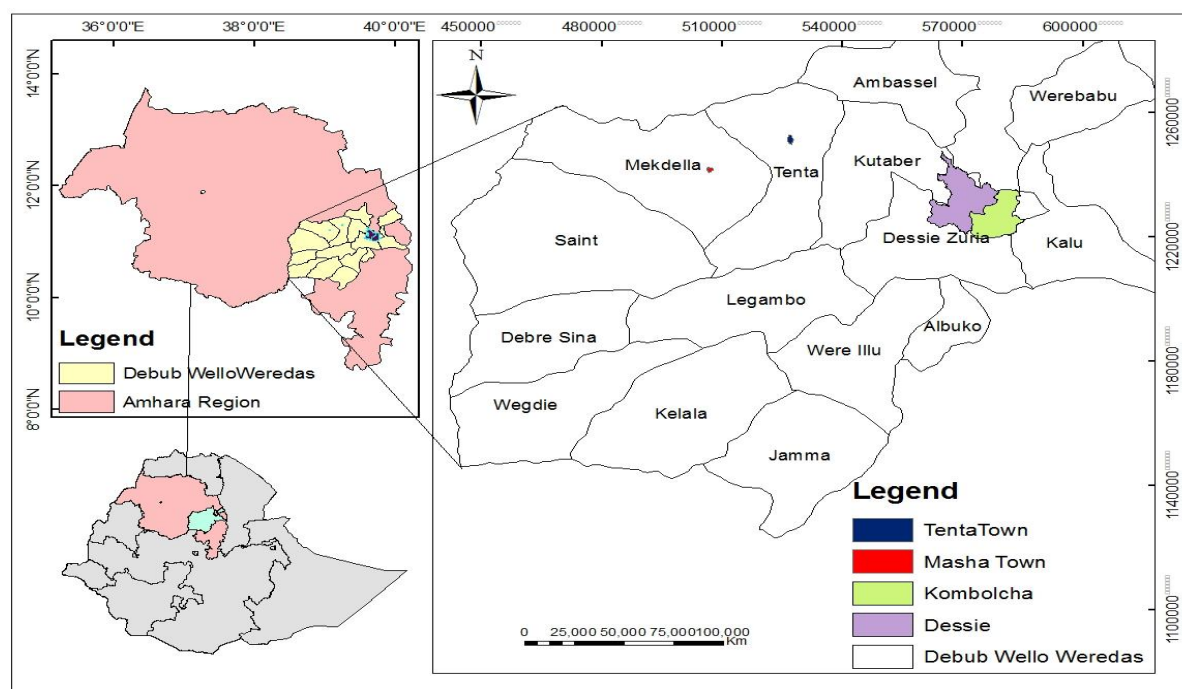 36°0'0"E 38°0'0"E 40°0'0"E
14°0'0"N
12°0'0"N
10°0'0"N
8°0'0"N
Legend
Debub WelloWeredas
Amhara Region
450000 480000 510000 540000 570000 600000
N
1260000
1220000
1180000
1140000
1100000
Ambassel
Werebabu
Mekdella
Tenta
Kutaber
Saint
Dessie Zuria
Kalu
Legambo
Albuko
Debre Sina
Were Illu
Wegdie
Kelala
Jamma
Legend
TentaTown
Masha Town
Kombolcha
Dessie
Debub Wello Weredas
0 25,000 50,000 75,000 100,000
Km